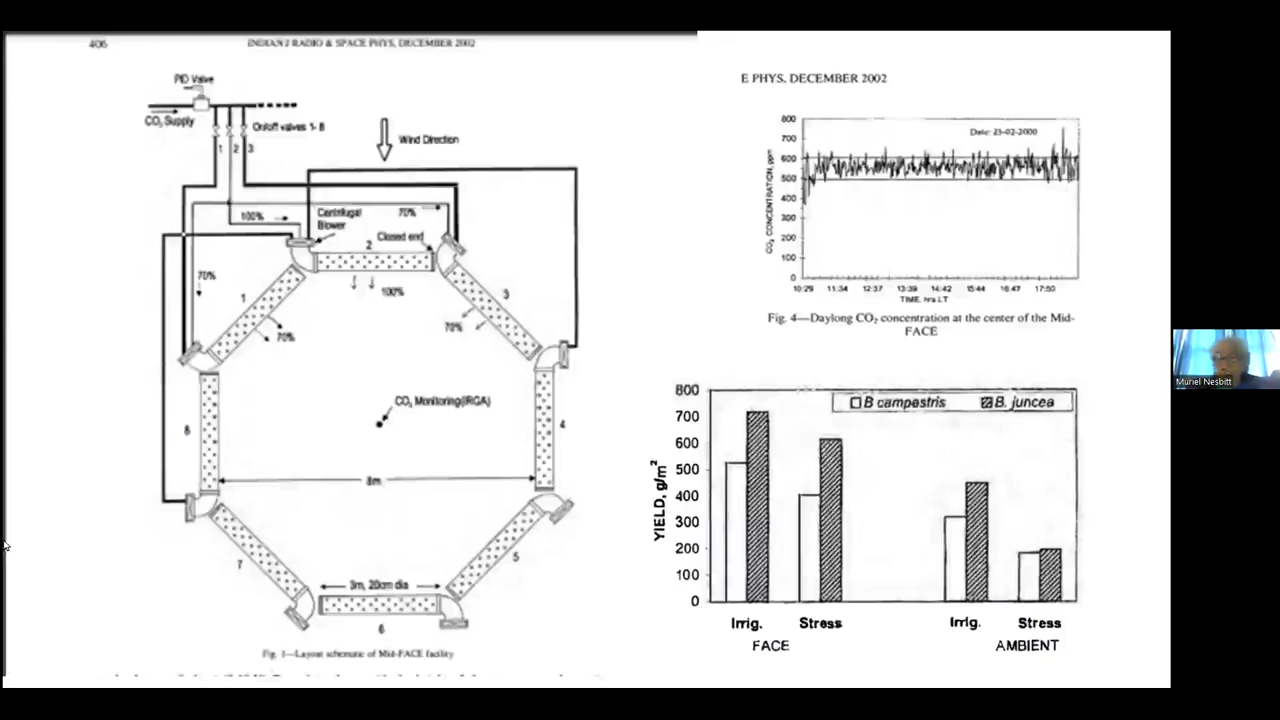 406
INDIAN J RADIO & SPACE PHYS, DECEMBER 2002
PID Valve
CO₂ Supply
On/off valves 1- 8
1
2
3
Wind Direction
100%
Centrifugal
Blower
70%
Closed end
2
100%
70%
1
70%
3
70%
CO₂ Monitoring(IRGA)
8
4
8m
7
5
3m, 20cm dia
6
Fig. 1—Layout schematic of Mid-FACE facility
E PHYS, DECEMBER 2002
Date: 23-02-2000
CO₂ CONCENTRATION, ppm
800
700
600
500
400
300
200
100
0
10:29 11:34 12:37 13:39 14:42 15:44 16:47 17:50
TIME, hrs LT
Fig. 4—Daylong CO₂ concentration at the center of the Mid-
FACE
YIELD, g/m²
800
700
600
500
400
300
200
100
0
B campestris B. juncea
Irrig. Stress Irrig. Stress
FACE AMBIENT
Muriel Nesbitt